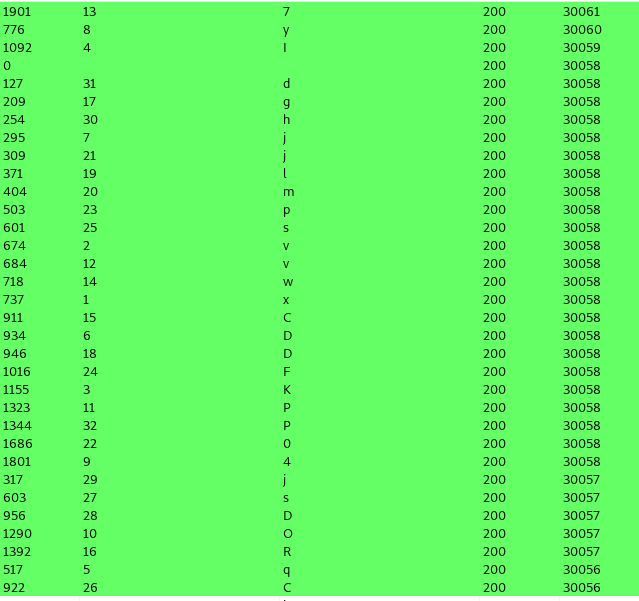 1901 13 7 200 30061
776 8 y 200 30060
1092 4 I 200 30059
0 200 30058
127 31 d 200 30058
209 17 g 200 30058
254 30 h 200 30058
295 7 j 200 30058
309 21 j 200 30058
371 19 l 200 30058
404 20 m 200 30058
503 23 p 200 30058
601 25 s 200 30058
674 2 v 200 30058
684 12 v 200 30058
718 14 w 200 30058
737 1 x 200 30058
911 15 C 200 30058
934 6 D 200 30058
946 18 D 200 30058
1016 24 F 200 30058
1155 3 K 200 30058
1323 11 P 200 30058
1344 32 P 200 30058
1686 22 0 200 30058
1801 9 4 200 30058
317 29 j 200 30057
603 27 s 200 30057
956 28 D 200 30057
1290 10 O 200 30057
1392 16 R 200 30057
517 5 q 200 30056
922 26 C 200 30056